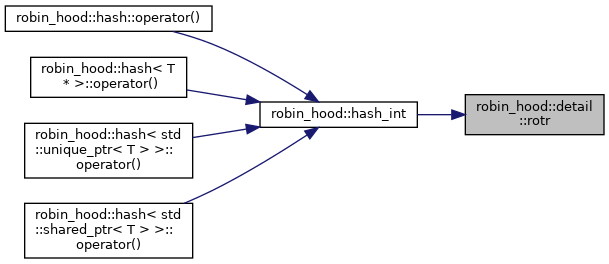 robin_hood::hash::operator()
robin_hood::hash< T
* >::operator()
robin_hood::hash< std
::unique_ptr< T > >::
operator()
robin_hood::hash< std
::shared_ptr< T > >::
operator()
robin_hood::hash_int
robin_hood::detail
::rotr